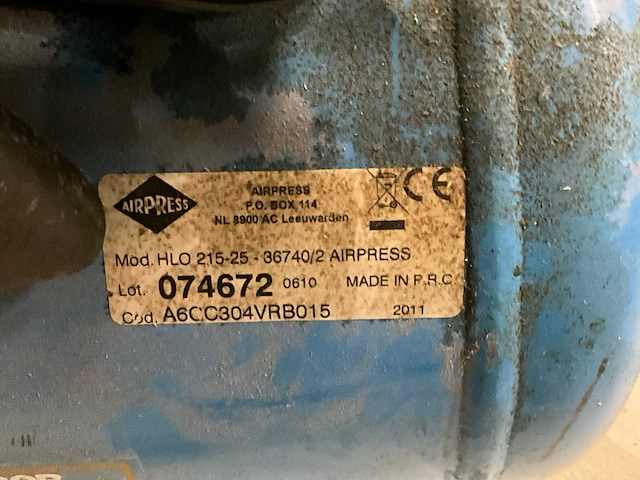 AIRPRESS
AIRPRESS
P.O. BOX 114
NL 8900 AC Leeuwarden
CE
Mod. HLO 215-25 - 36740/2 AIRPRESS
Lot. 074672 0610 MADE IN P.R.C
Cod. A6CC304VRB015 2011